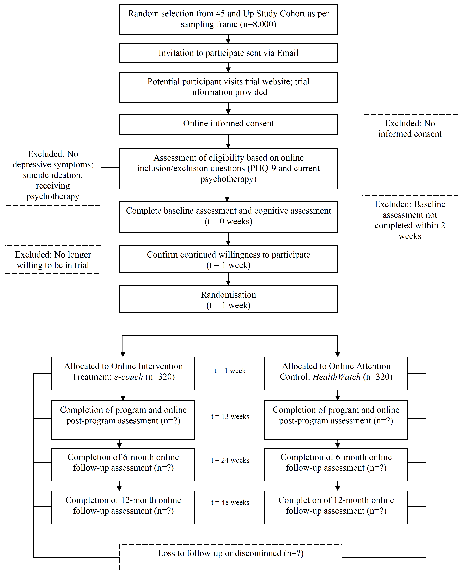 Random selection from 45 and Up Study Cohort as per
sampling frame (n=8,000)
Invitation to participate sent via Email
Potential participant visits trial website; trial
information provided
Online informed consent
Excluded: No
informed consent
Excluded: No
depressive symptoms;
suicide ideation,
receiving
psychotherapy
Assessment of eligibility based on online
inclusion/exclusion questions (PHQ-9 and current
psychotherapy)
Excluded: Baseline
assessment not
completed within 2
weeks
Complete baseline assessment and cognitive assessment
(t = 0 weeks)
Excluded: No longer
willing to be in trial
Confirm continued willingness to participate
(t = 1 week)
Randomisation
(t = 1 week)
Allocated to Online Intervention
Treatment: e-couch (n=320)
t = 1 week
Allocated to Online Attention
Control: HealthWatch (n=320)
Completion of program and online
post-program assessment (n=?)
t = 13 weeks
Completion of program and online
post-program assessment (n=?)
Completion of 6-month online
follow-up assessment (n=?)
t = 24 weeks
Completion of 6-month online
follow-up assessment (n=?)
Completion of 12-month online
follow-up assessment (n=?)
weeks
Completion of 12-month online
follow-up assessment (n=?)
Loss to follow up or discontinued (n=?)